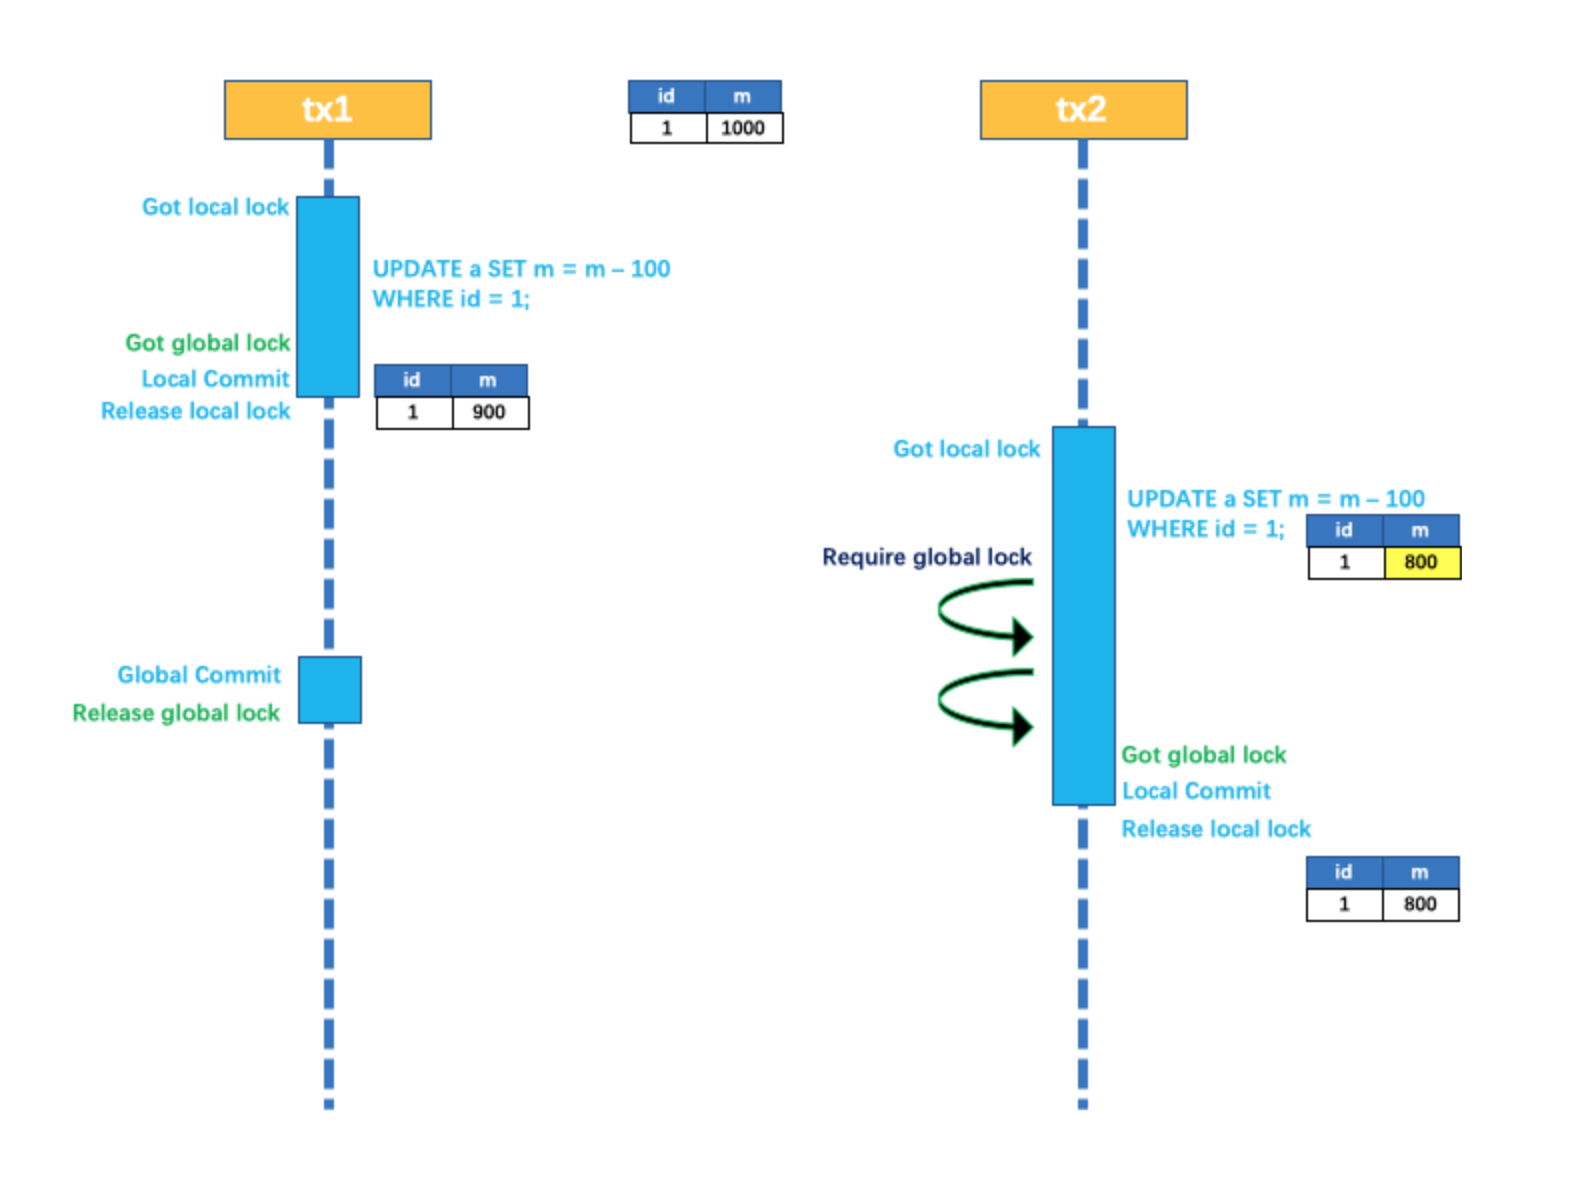 tx1
id m
1 1000
tx2
Got local lock
UPDATE a SET m = m – 100
WHERE id = 1;
Got global lock
Local Commit
Release local lock
id m
1 900
Got local lock
UPDATE a SET m = m – 100
WHERE id = 1;
id m
1 800
Require global lock
Global Commit
Release global lock
Got global lock
Local Commit
Release local lock
id m
1 800